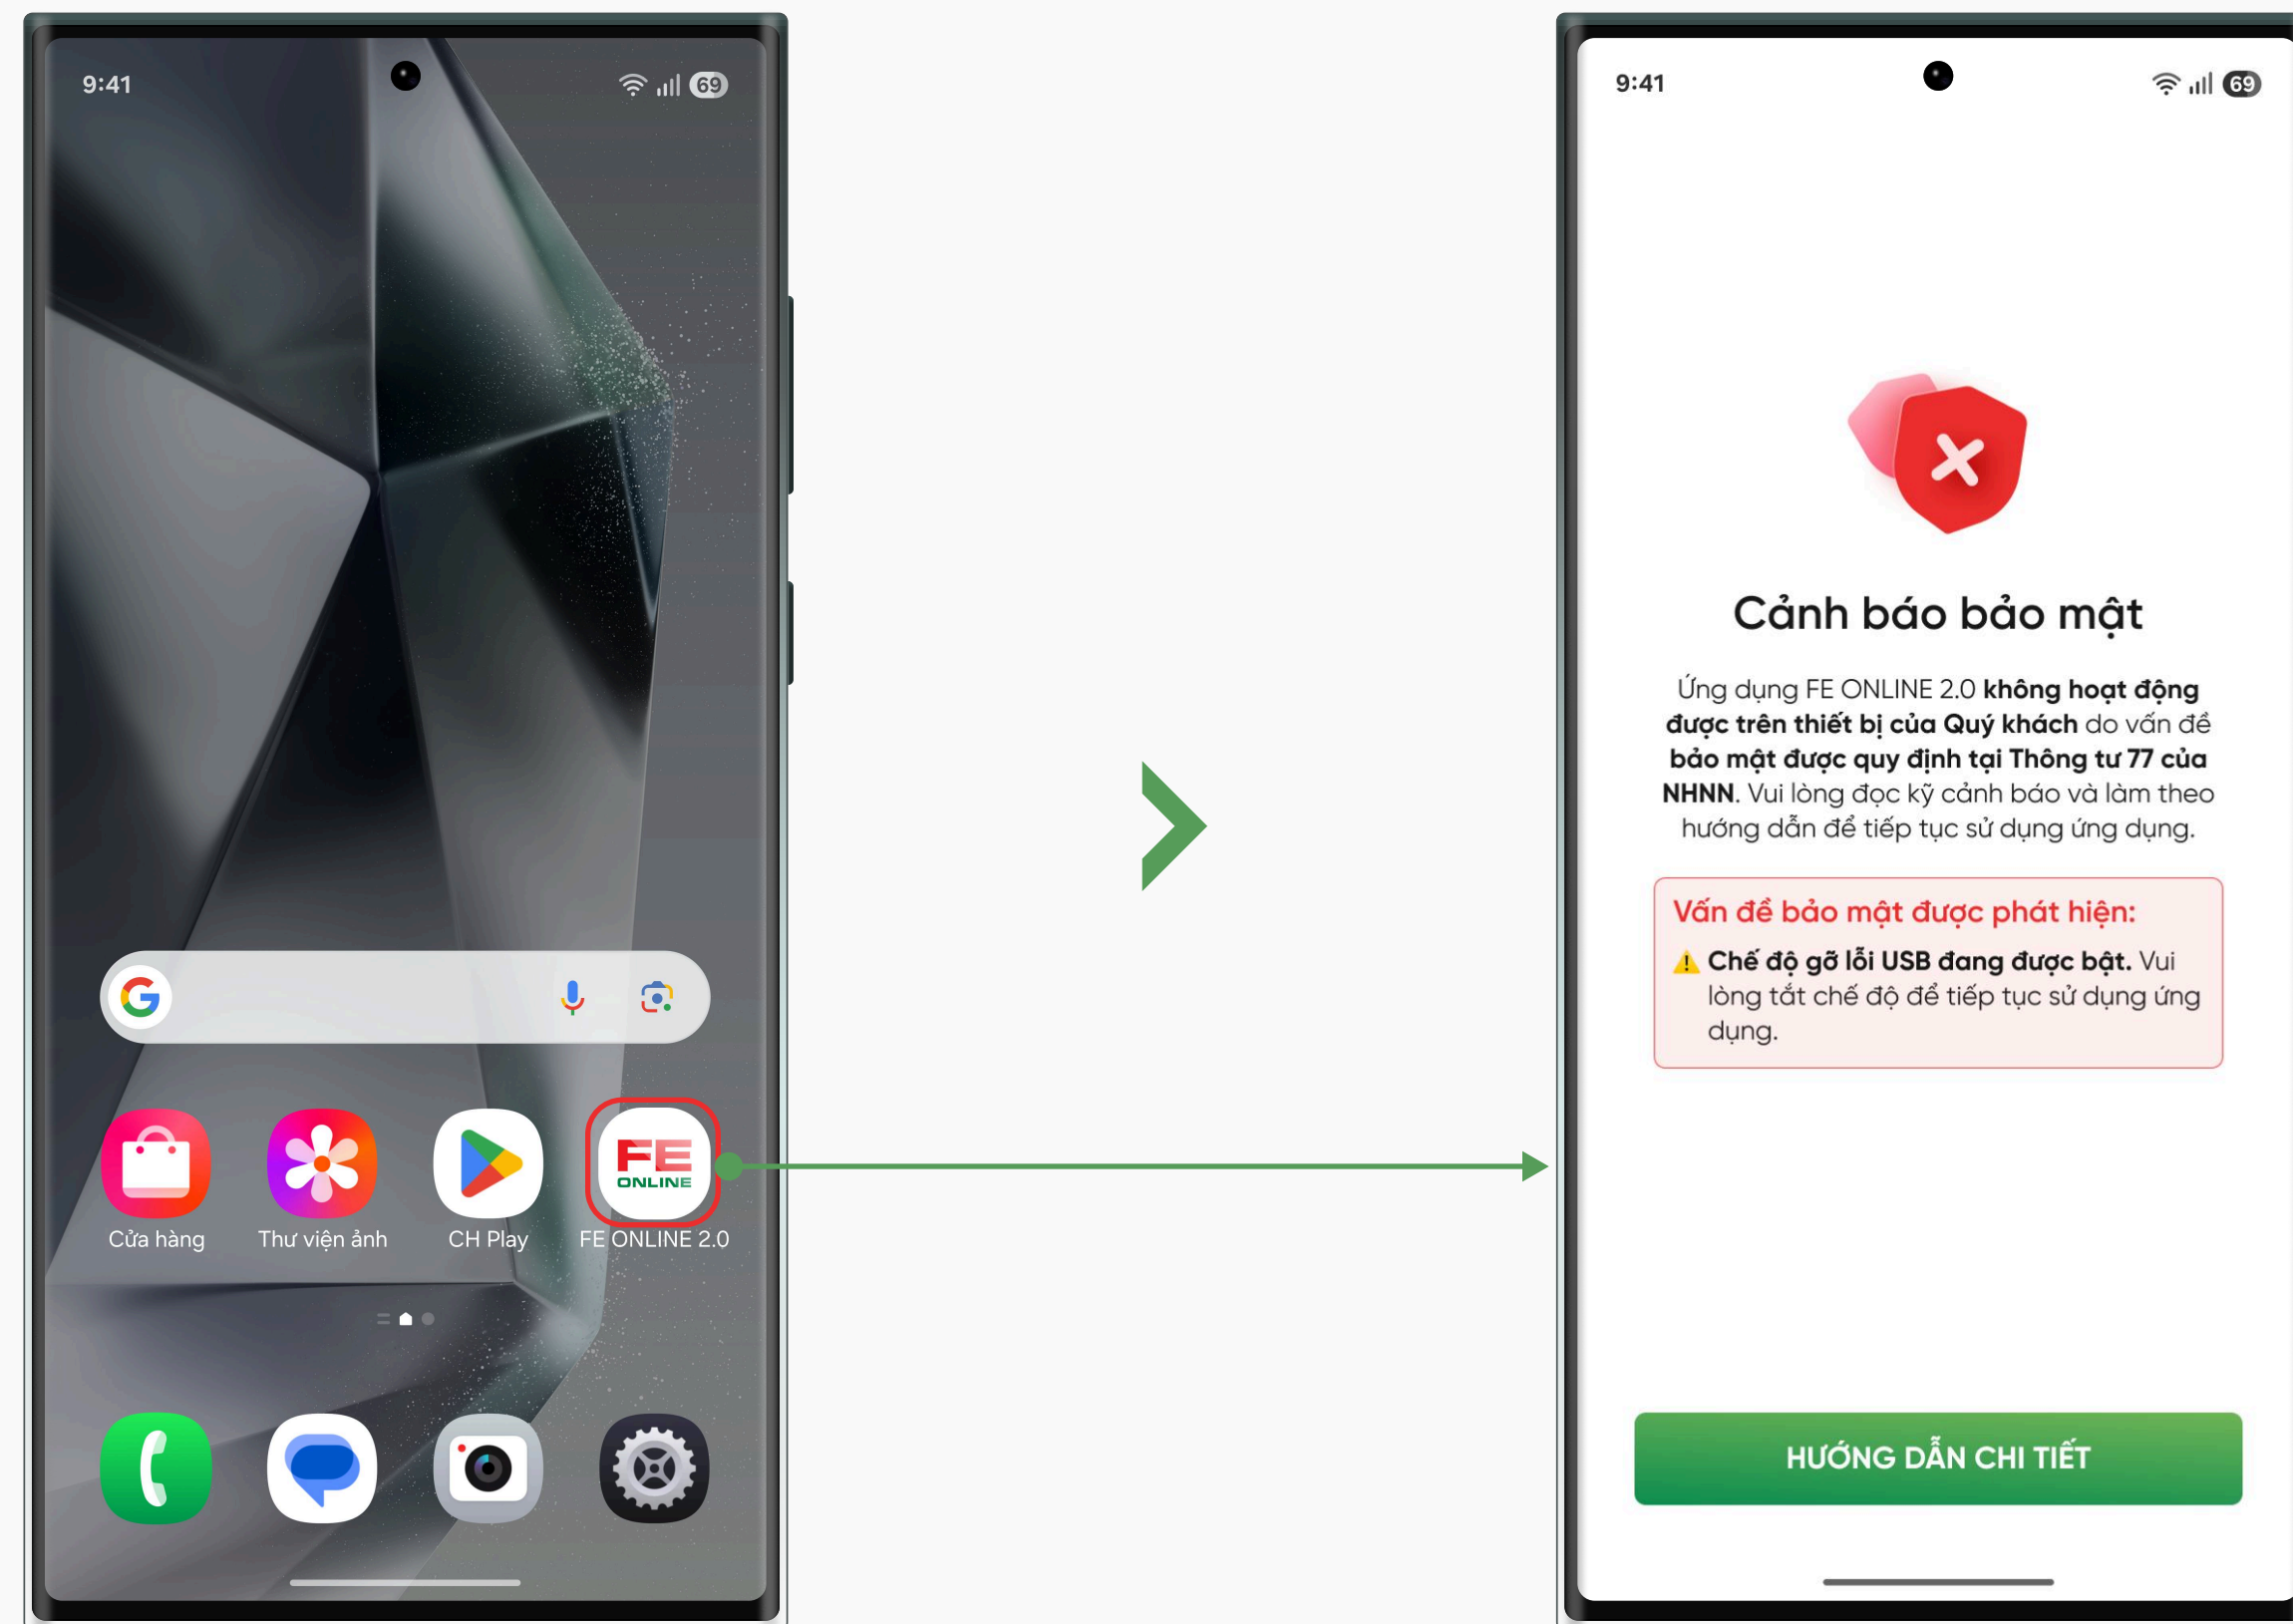 9:41
69
FE
ONLINE
Cửa hàng
Thư viện ảnh
CH Play
FE ONLINE 2.0
9:41
69
Cảnh báo bảo mật
Ứng dụng FE ONLINE 2.0 không hoạt động
được trên thiết bị của Quý khách do vấn đề
bảo mật được quy định tại Thông tư 77 của
NHNN. Vui lòng đọc kỹ cảnh báo và làm theo
hướng dẫn để tiếp tục sử dụng ứng dụng.
Vấn đề bảo mật được phát hiện:
Chế độ gỡ lỗi USB đang được bật. Vui
lòng tắt chế độ để tiếp tục sử dụng ứng
dụng.
HƯỚNG DẪN CHI TIẾT